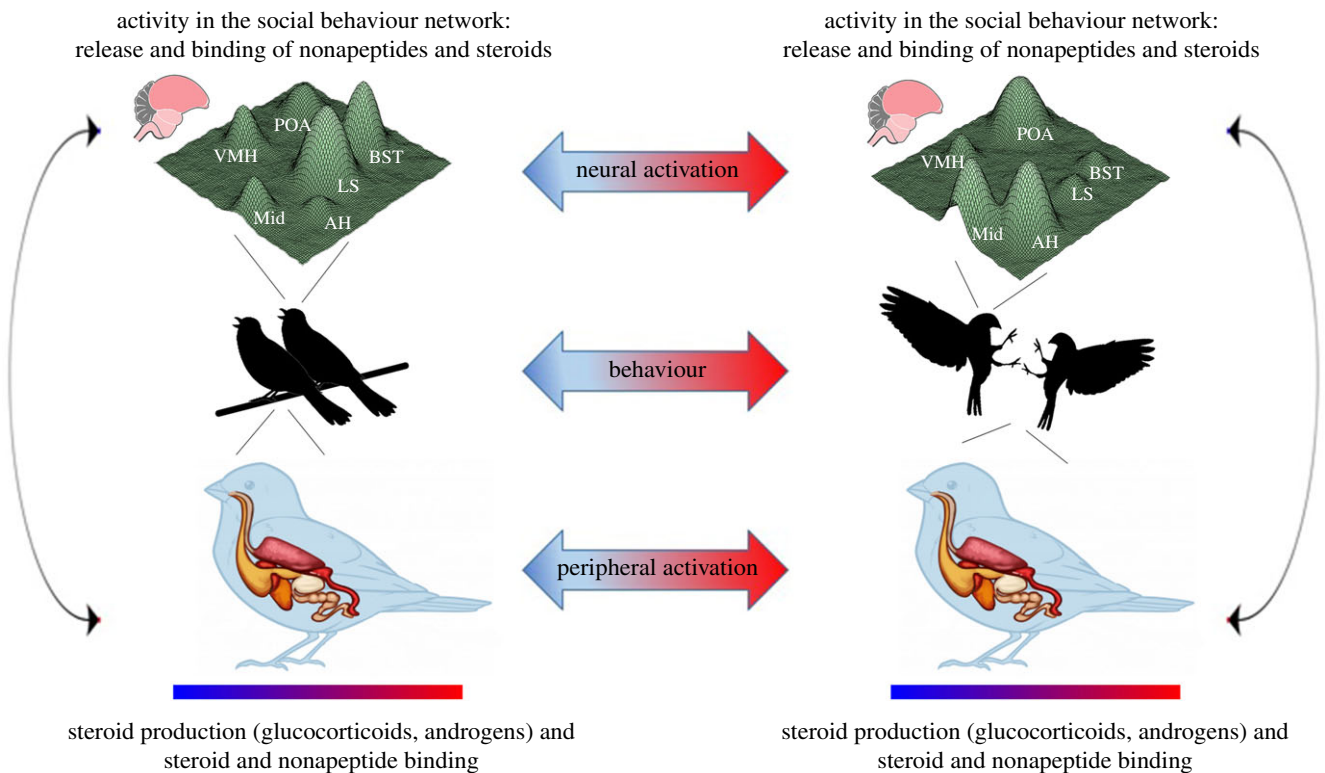 activity in the social behaviour network:
release and binding of nonapeptides and steroids
activity in the social behaviour network:
release and binding of nonapeptides and steroids
POA
VMH
BST
LS
Mid
AH
neural activation
POA
VMH
BST
LS
Mid
AH
behaviour
peripheral activation
steroid production (glucocorticoids, androgens) and
steroid and nonapeptide binding
steroid production (glucocorticoids, androgens) and
steroid and nonapeptide binding